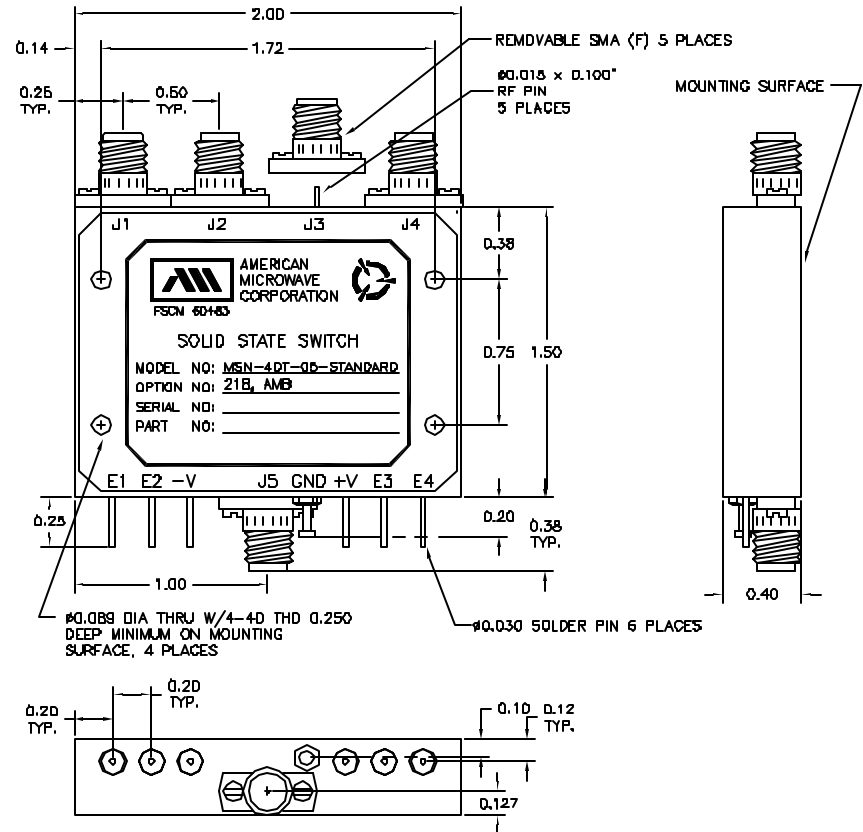 2.00
0.14
1.72
REMOVABLE SMA (F) 5 PLACES
0.25
TYP.
0.50
TYP.
ø0.015 x 0.100"
RF PIN
5 PLACES
MOUNTING SURFACE
J1 J2 J3 J4
0.38
AMERICAN
MICROWAVE
CORPORATION
FSCM 60483
SOLID STATE SWITCH
0.75 1.50
MODEL NO: MSN-4DT-05-STANDARD
OPTION NO: 218, AMB
SERIAL NO:
PART NO:
E1 E2 -V J5 GND +V E3 E4
0.25
0.20
0.38
TYP.
1.00
0.40
ø0.089 DIA THRU W/4-40 THD 0.250
DEEP MINIMUM ON MOUNTING
SURFACE, 4 PLACES
ø0.030 SOLDER PIN 6 PLACES
0.20
TYP.
0.20
TYP.
0.10 0.12
TYP.
0.127